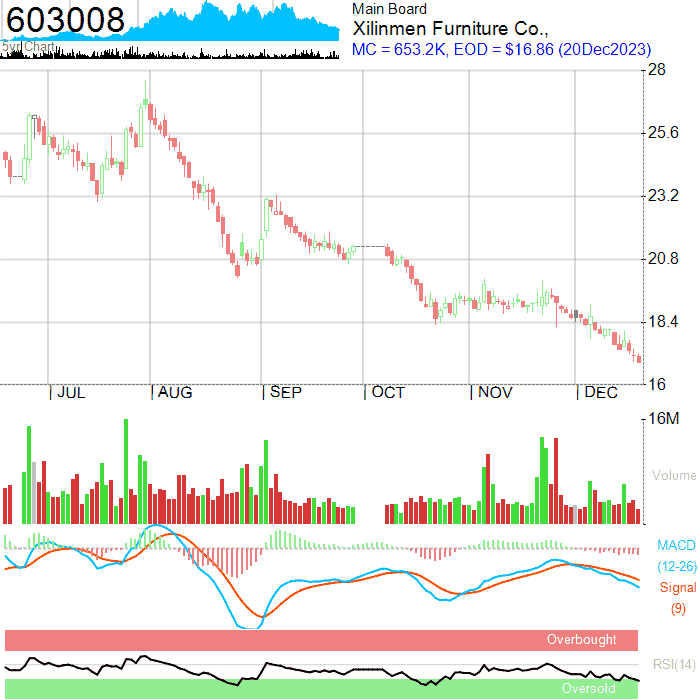 603008
5yr Chart
Main Board
Xilinmen Furniture Co.,
MC = 653.2K, EOD = $16.86 (20Dec2023)
28
25.6
23.2
20.8
18.4
16
| JUL | AUG | SEP | OCT | NOV | DEC
16M
Volume
MACD
(12-26)
Signal
(9)
Overbought
RSI(14)
Oversold